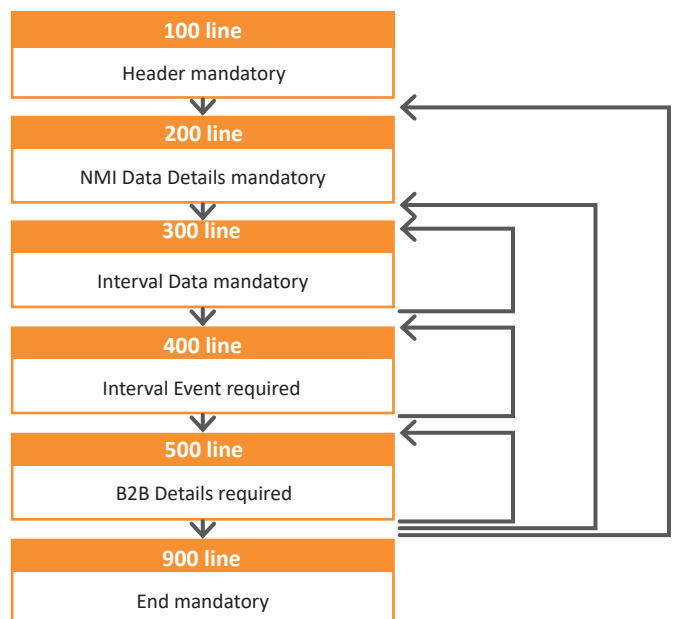 100 line
Header mandatory
200 line
NMI Data Details mandatory
300 line
Interval Data mandatory
400 line
Interval Event required
500 line
B2B Details required
900 line
End mandatory